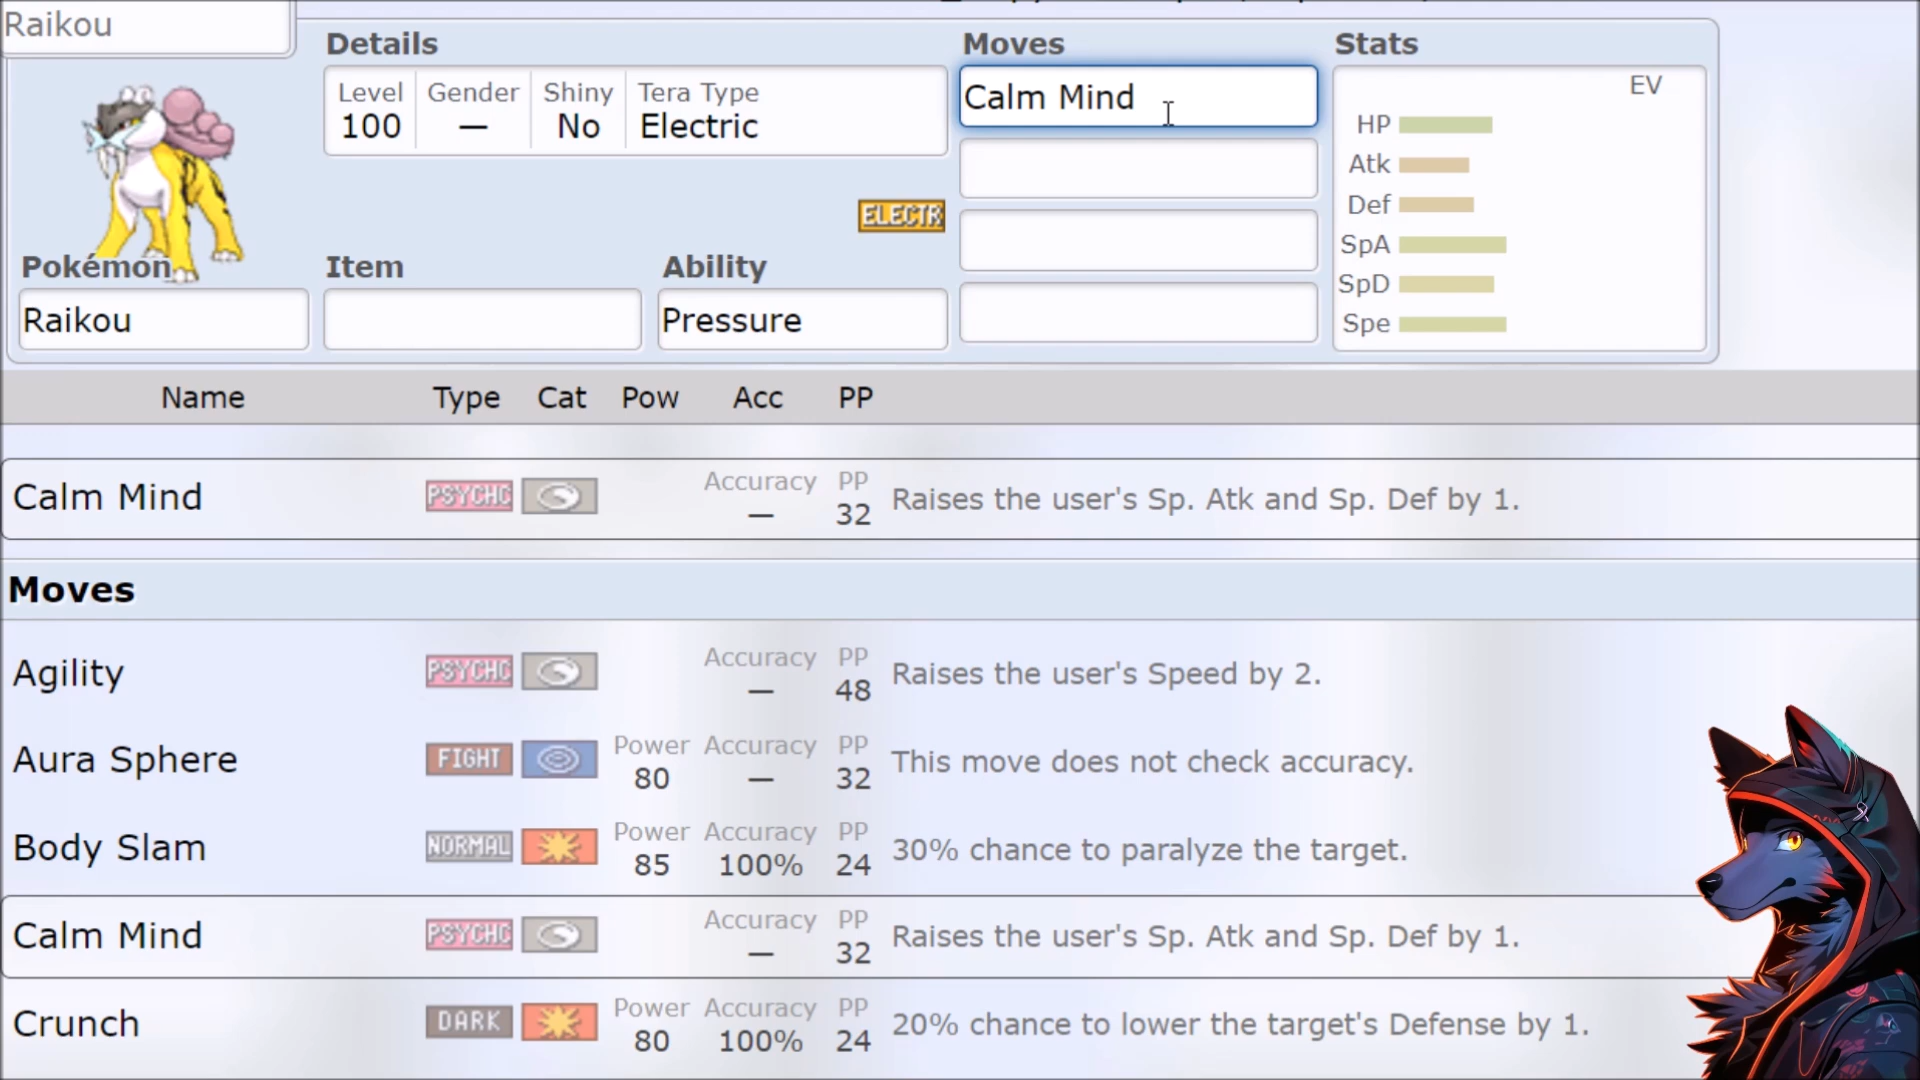 Raikou
Details
Moves
Stats
Level
Gender
Shiny
Tera Type
100
—
No
Electric
Calm Mind
EV
HP
Atk
Def
SpA
SpD
Spe
ELECTR
Pokémon
Item
Ability
Raikou
Pressure
Name Type Cat Pow Acc PP
Calm Mind PSYCHC Accuracy — PP 32 Raises the user's Sp. Atk and Sp. Def by 1.
Moves
Agility PSYCHC Accuracy — PP 48 Raises the user's Speed by 2.
Aura Sphere FIGHT Power 80 Accuracy — PP 32 This move does not check accuracy.
Body Slam NORMAL Power 85 Accuracy 100% PP 24 30% chance to paralyze the target.
Calm Mind PSYCHC Accuracy — PP 32 Raises the user's Sp. Atk and Sp. Def by 1.
Crunch DARK Power 80 Accuracy 100% PP 24 20% chance to lower the target's Defense by 1.